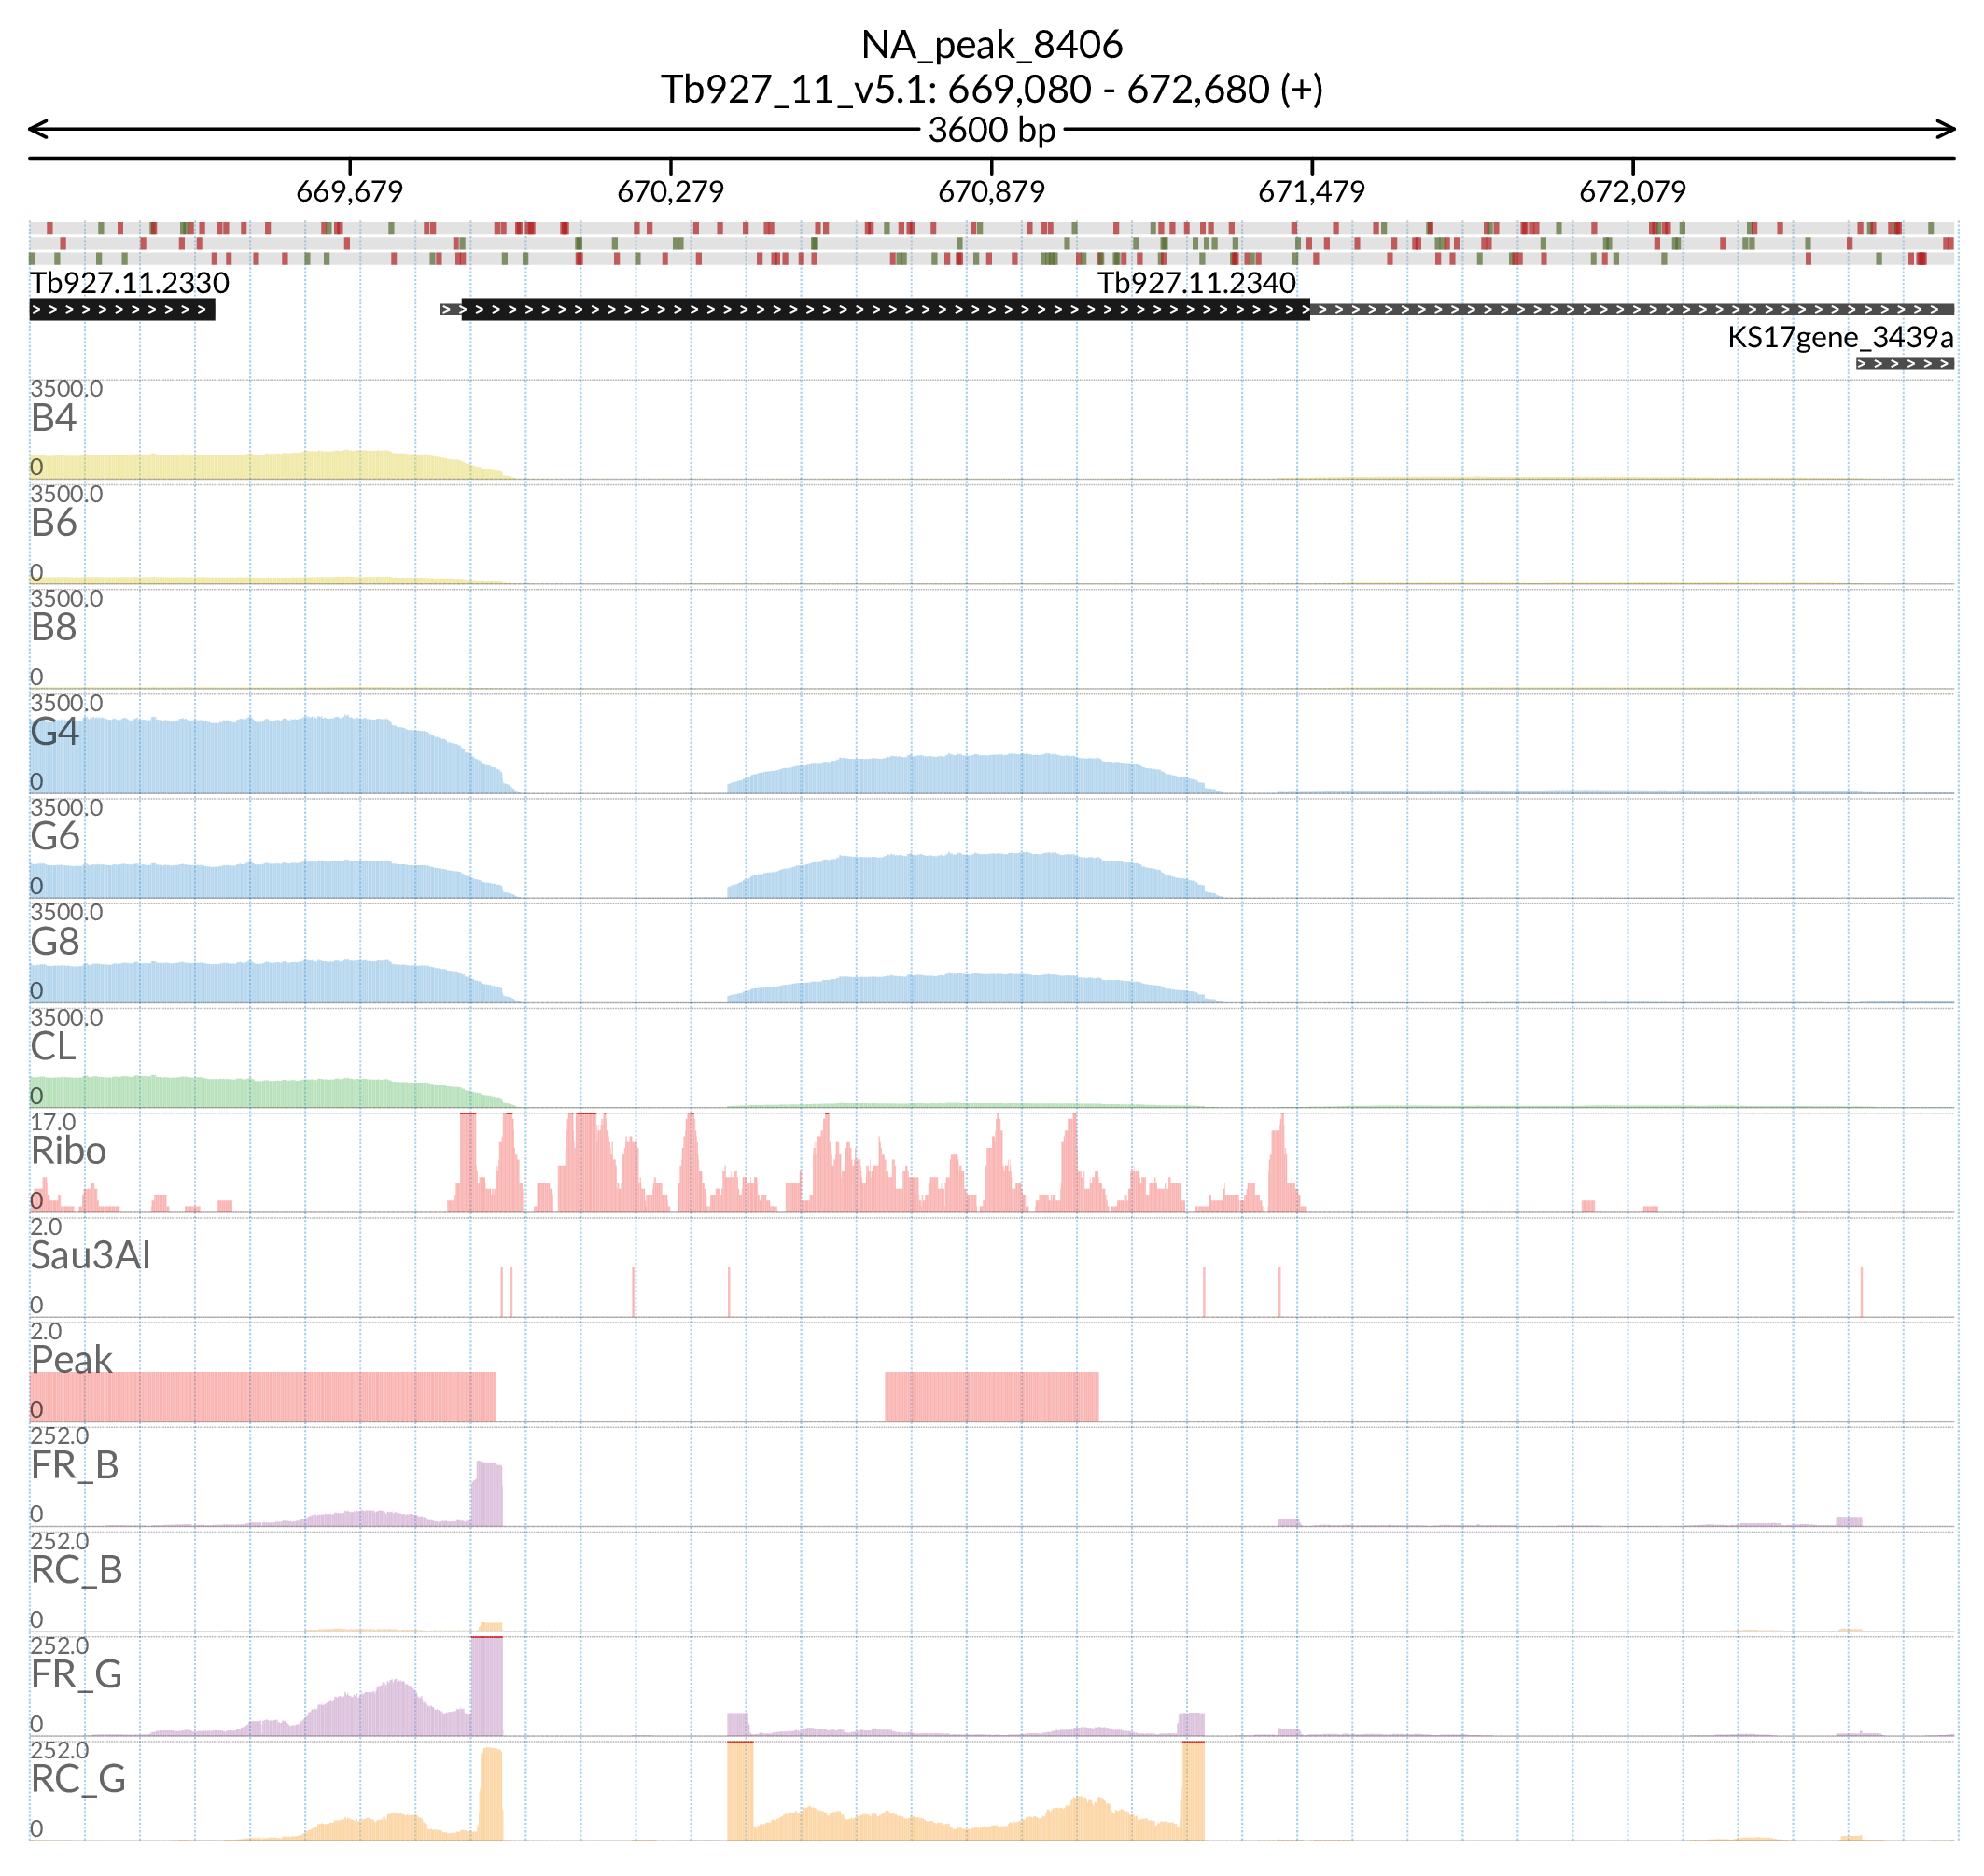 NA_peak_8406
Tb927_11_v5.1: 669,080 - 672,680 (+)
3600 bp
669,679 670,279 670,879 671,479 672,079
Tb927.11.2330 Tb927.11.2340
KS17gene_3439a
3500.0
B4
0
3500.0
B6
0
3500.0
B8
0
3500.0
G4
0
3500.0
G6
0
3500.0
G8
0
3500.0
CL
0
17.0
Ribo
0
2.0
Sau3AI
0
2.0
Peak
0
252.0
FR_B
0
252.0
RC_B
0
252.0
FR_G
0
252.0
RC_G
0